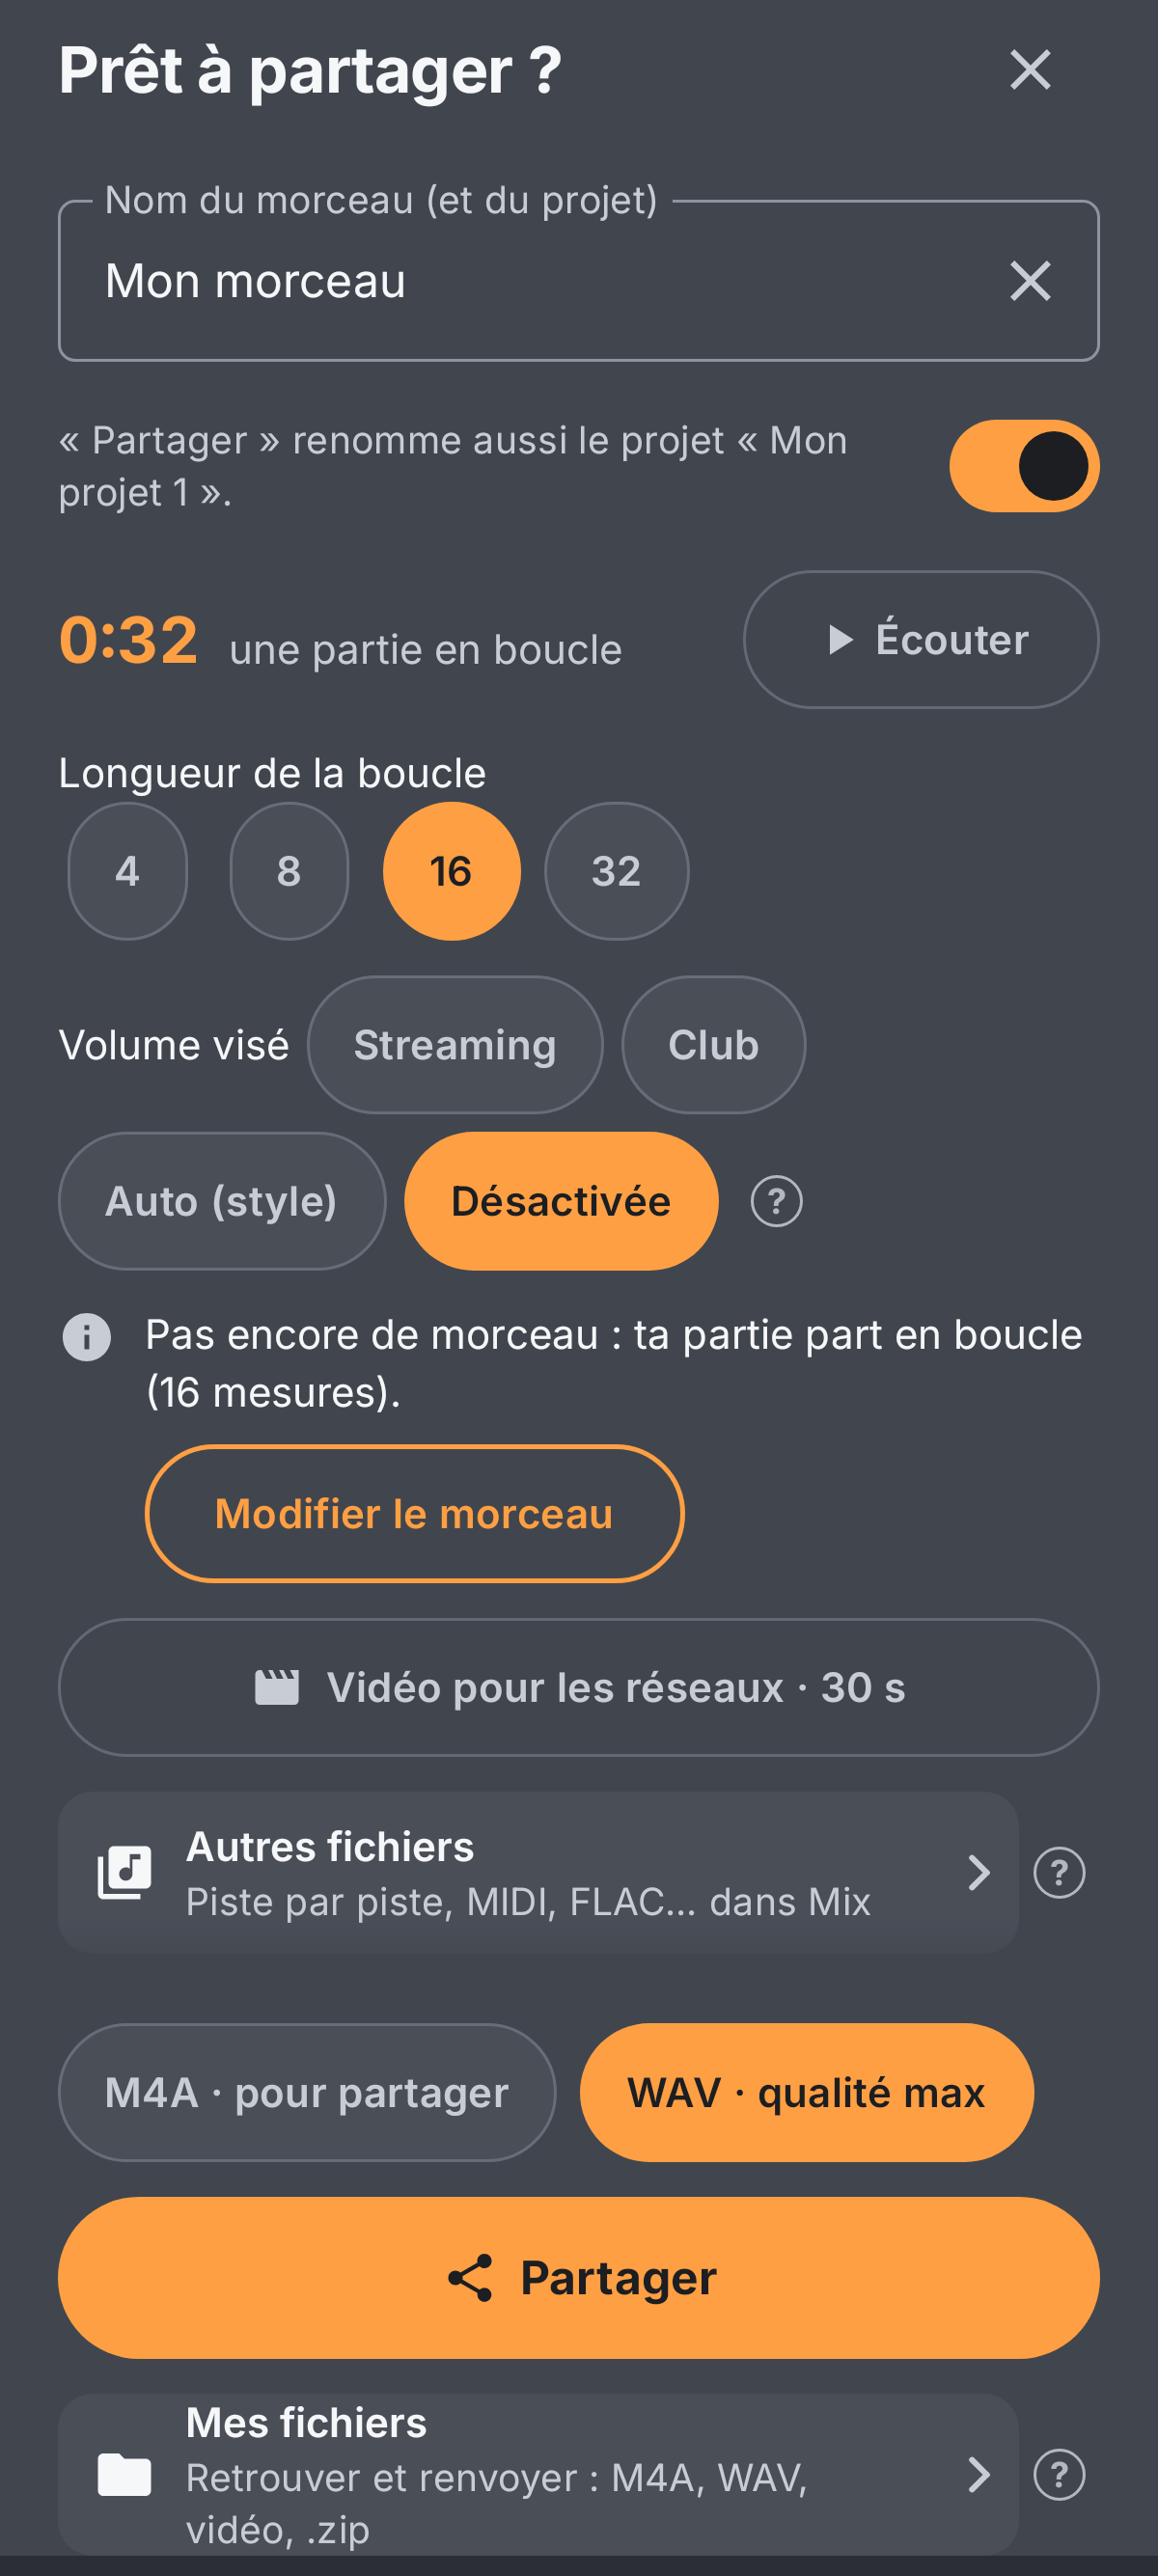 Prêt à partager ?
Nom du morceau (et du projet)
Mon morceau
« Partager » renomme aussi le projet « Mon
projet 1 ».
0:32 une partie en boucle
Écouter
Longueur de la boucle
4 8 16 32
Volume visé Streaming Club
Auto (style) Désactivée ?
Pas encore de morceau : ta partie part en boucle
(16 mesures).
Modifier le morceau
Vidéo pour les réseaux · 30 s
Autres fichiers
Piste par piste, MIDI, FLAC… dans Mix
?
M4A · pour partager WAV · qualité max
Partager
Mes fichiers
Retrouver et renvoyer : M4A, WAV,
vidéo, .zip
?